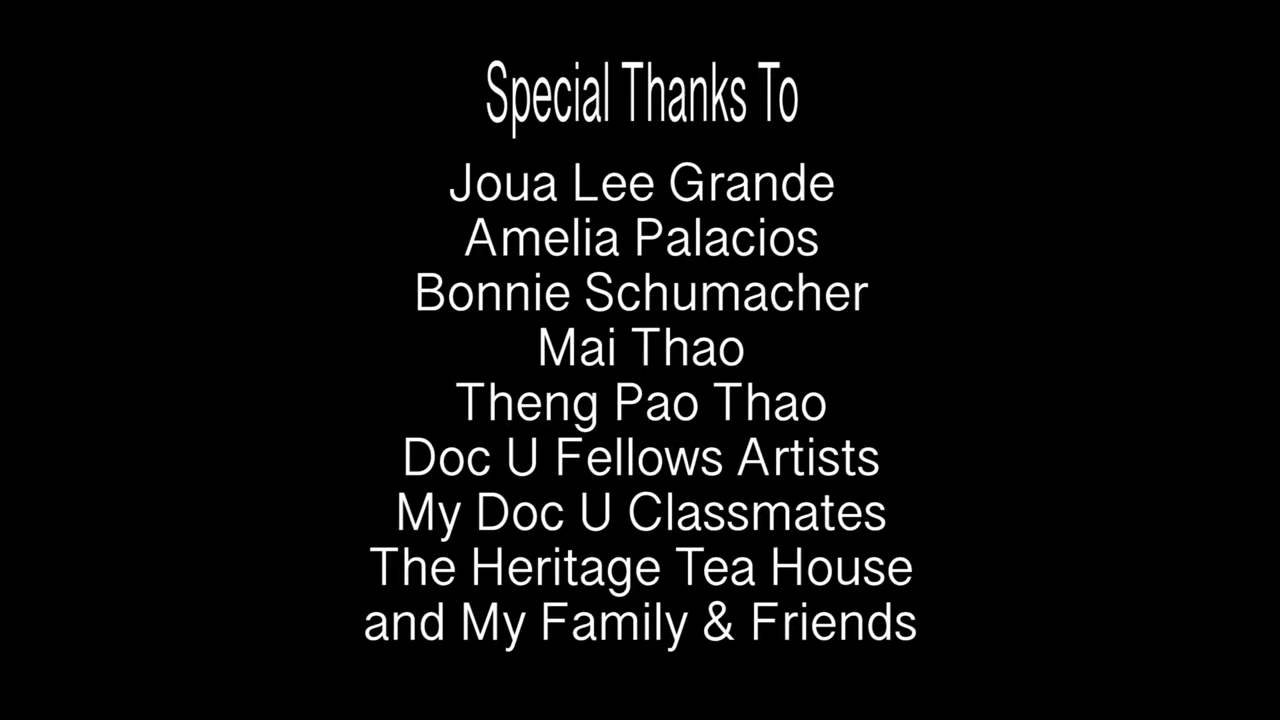 Special Thanks To
Joua Lee Grande
Amelia Palacios
Bonnie Schumacher
Mai Thao
Theng Pao Thao
Doc U Fellows Artists
My Doc U Classmates
The Heritage Tea House
and My Family & Friends